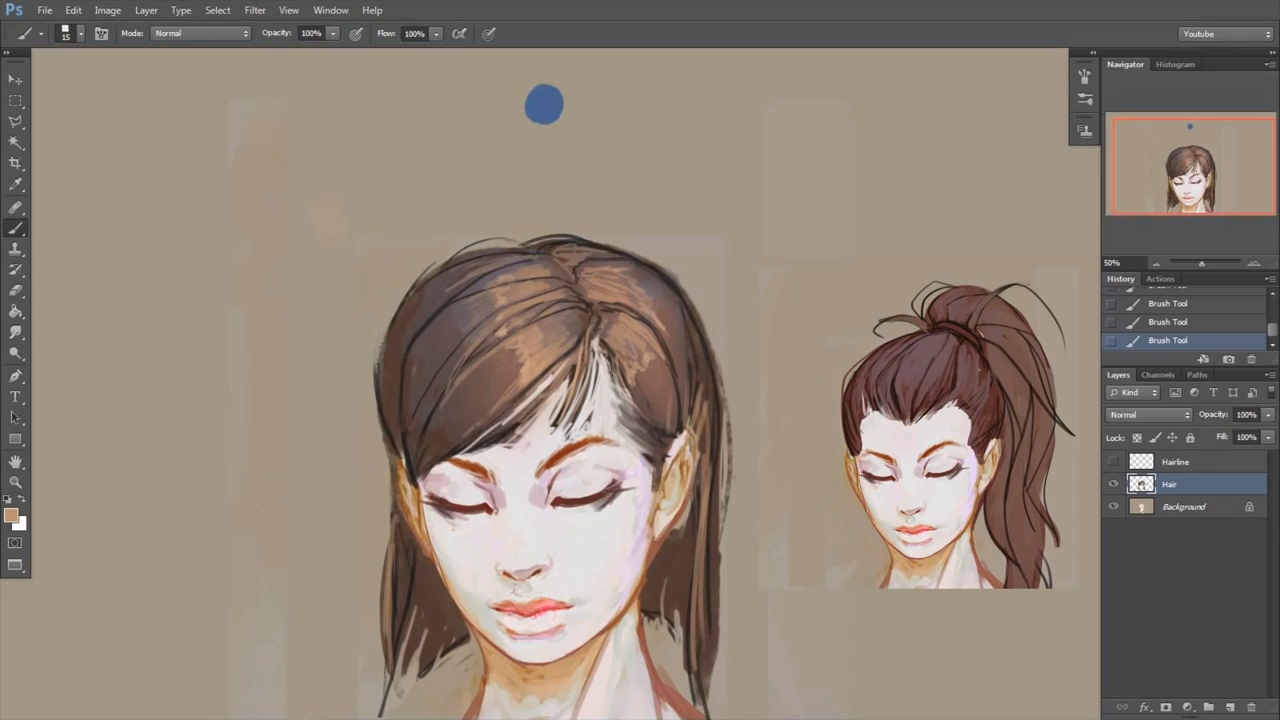 Ps File Edit Image Layer Type Select Filter View Window Help
15 Mode: Normal Opacity: 100% Flow: 100% Youtube
Navigator Histogram
50%
History Actions
Brush Tool
Brush Tool
Brush Tool
Layers Channels Paths
Kind
Normal Opacity: 100%
Lock: Fill: 100%
Hairline
Hair
Background